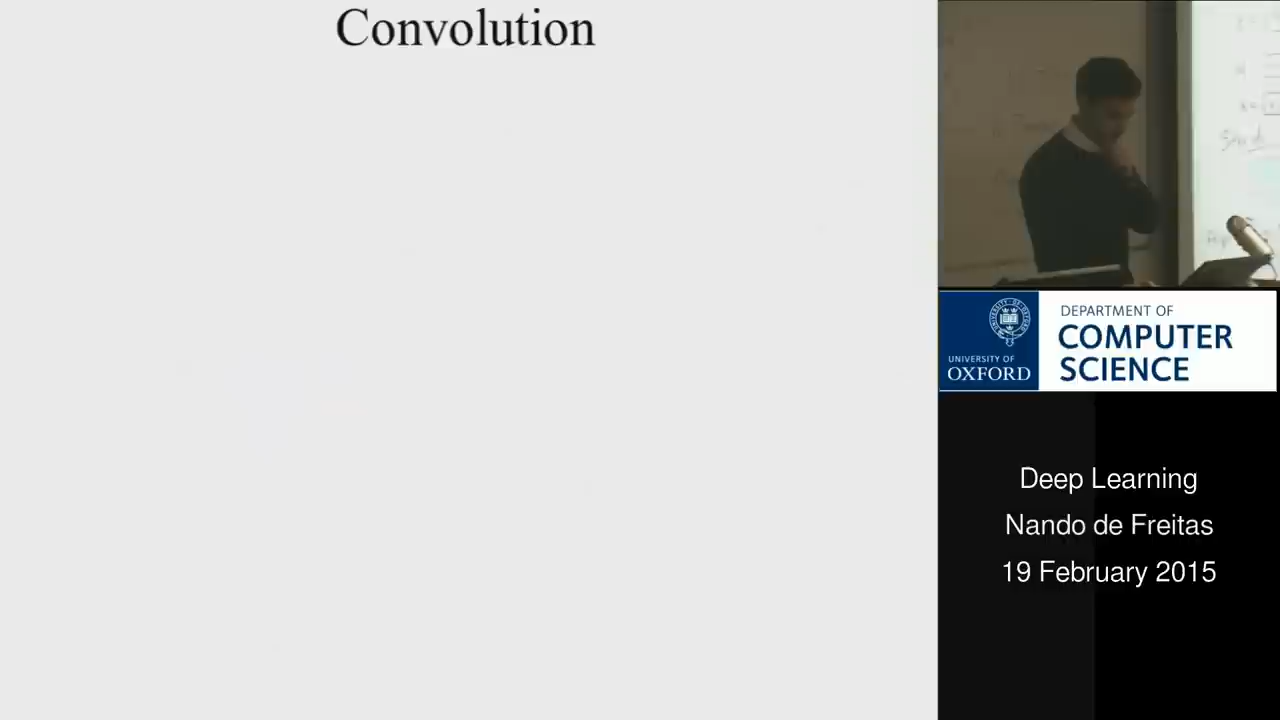 Convolution
UNIVERSITY OF
OXFORD
DEPARTMENT OF
COMPUTER
SCIENCE
Deep Learning
Nando de Freitas
19 February 2015